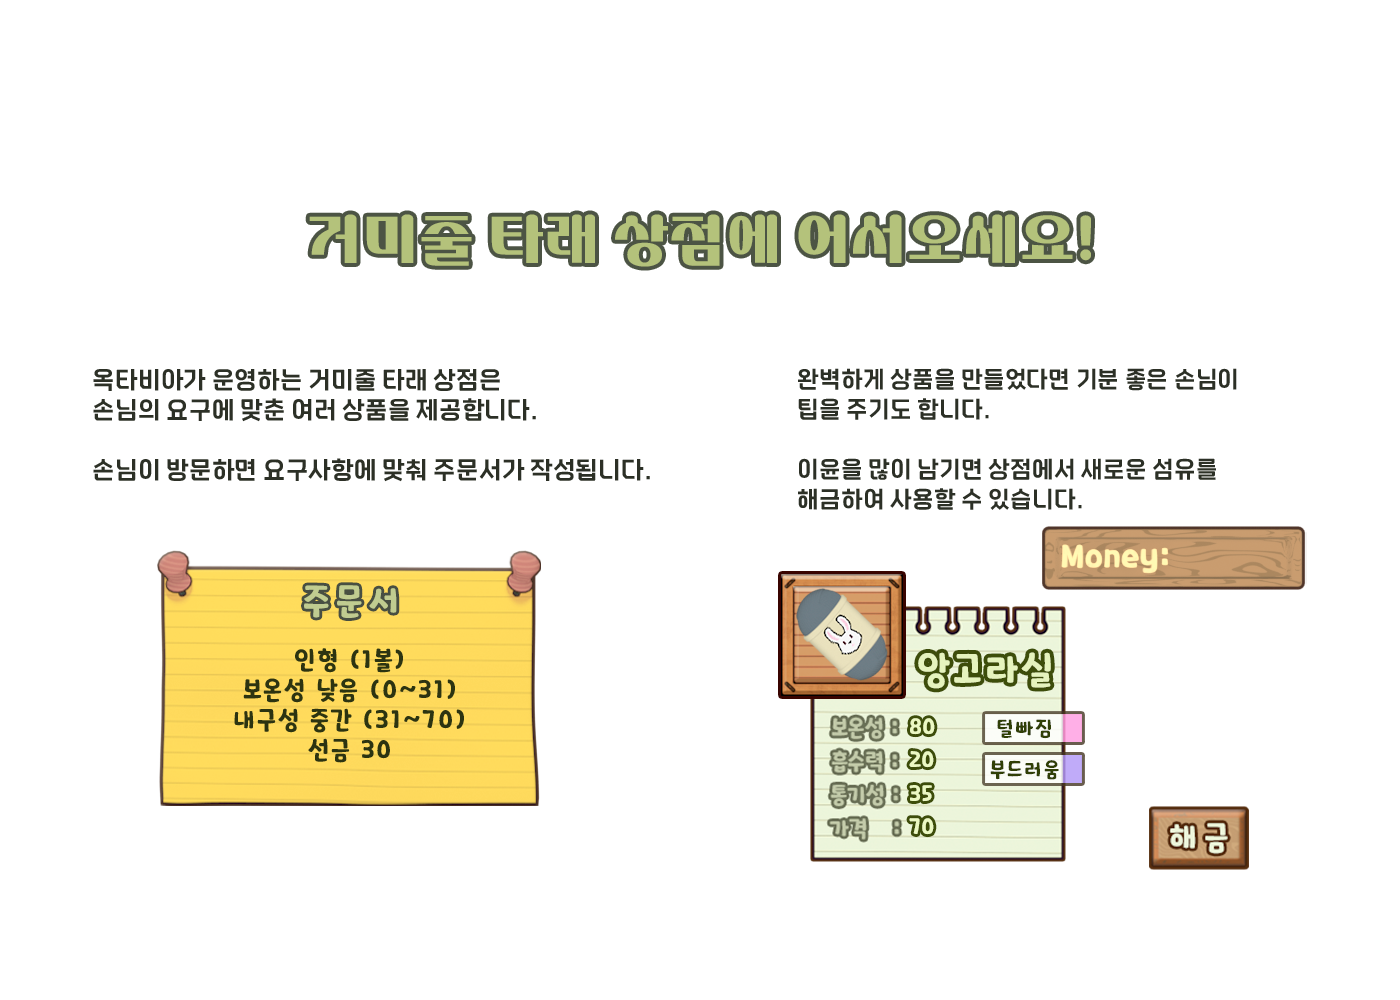 거미줄 타래 상점에 어서오세요!
옥타비아가 운영하는 거미줄 타래 상점은
손님의 요구에 맞춘 여러 상품을 제공합니다.
손님이 방문하면 요구사항에 맞춰 주문서가 작성됩니다.
주문서
인형 (1볼)
보온성 낮음 (0~31)
내구성 중간 (31~70)
선금 30
완벽하게 상품을 만들었다면 기분 좋은 손님이
팁을 주기도 합니다.
이윤을 많이 남기면 상점에서 새로운 섬유를
해금하여 사용할 수 있습니다.
Money:
앙고라실
보온성 : 80
흡수력 : 20
통기성 : 35
가격 : 70
털빠짐
부드러움
해금